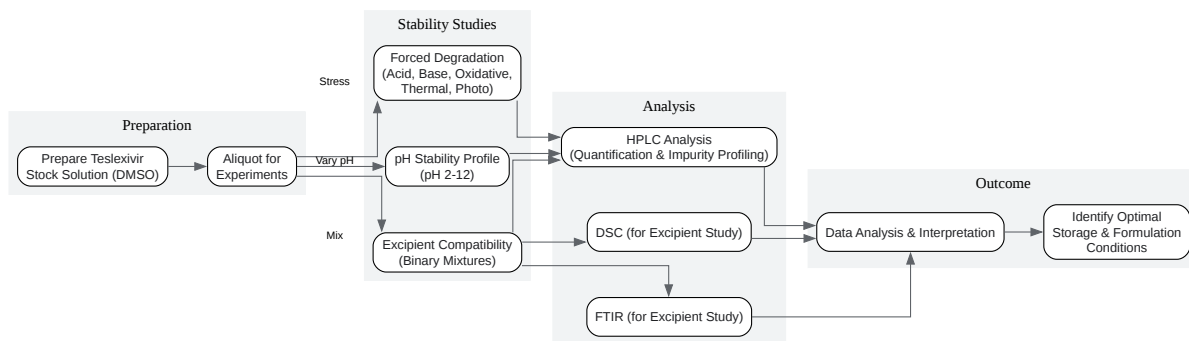 Preparation
Prepare Teslexivir
Stock Solution (DMSO)
Aliquot for
Experiments
Stress
Vary pH
Mix
Stability Studies
Forced Degradation
(Acid, Base, Oxidative,
Thermal, Photo)
pH Stability Profile
(pH 2-12)
Excipient Compatibility
(Binary Mixtures)
Analysis
HPLC Analysis
(Quantification & Impurity Profiling)
DSC (for Excipient Study)
FTIR (for Excipient Study)
Outcome
Data Analysis & Interpretation
Identify Optimal
Storage & Formulation
Conditions